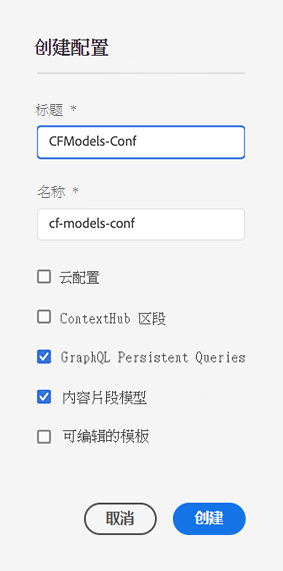 创建配置
标题 *
CFModels-Conf
名称 *
cf-models-conf
云配置
ContextHub 区段
GraphQL Persistent Queries
内容片段模型
可编辑的模板
取消 创建